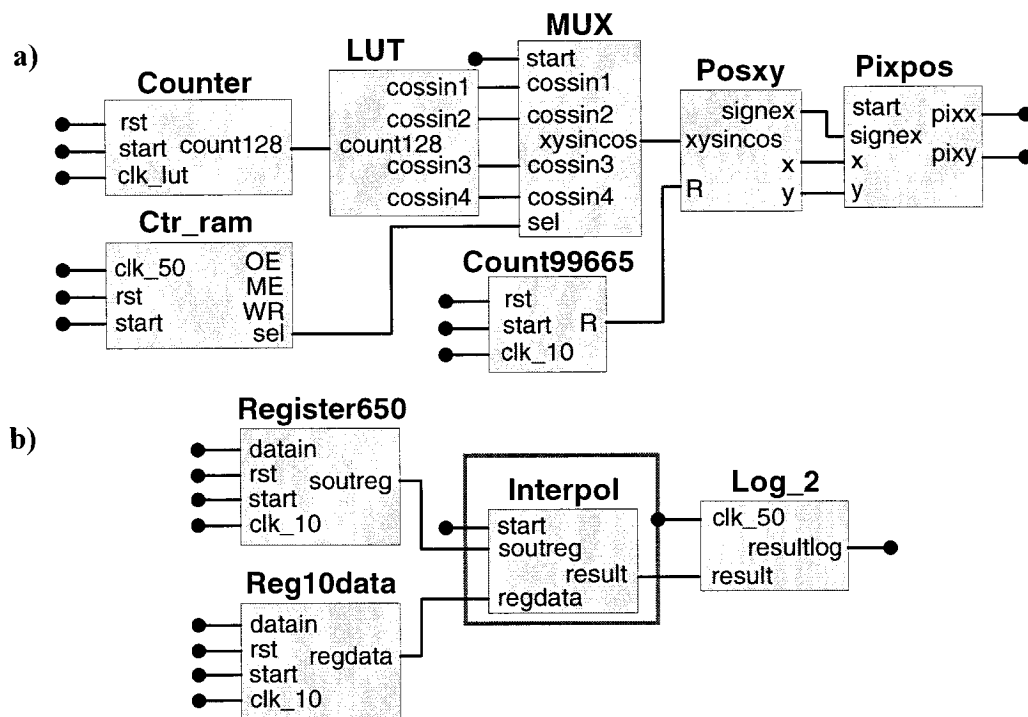 a)
Counter
rst
start
clk_lut
count128
LUT
count128
cossin1
cossin2
cossin3
cossin4
MUX
start
cossin1
cossin2
cossin3
cossin4
sel
xysincos
Posxy
xysincos
R
signex
x
y
Pixpos
start
signex
x
y
pixx
pixy
Ctr_ram
clk_50
rst
start
OE
ME
WR
sel
Count99665
rst
start
clk_10
R
b)
Register650
datain
rst
start
clk_10
soutreg
Reg10data
datain
rst
start
clk_10
regdata
Interpol
start
soutreg
regdata
result
Log_2
clk_50
result
resultlog